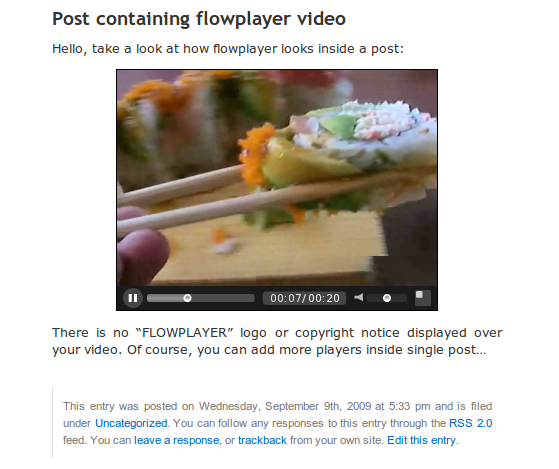 Post containing flowplayer video
Hello, take a look at how flowplayer looks inside a post:
00:07/00:20
There is no “FLOWPLAYER” logo or copyright notice displayed over
your video. Of course, you can add more players inside single post…
This entry was posted on Wednesday, September 9th, 2009 at 5:33 pm and is filed
under Uncategorized. You can follow any responses to this entry through the RSS 2.0
feed. You can leave a response, or trackback from your own site. Edit this entry.